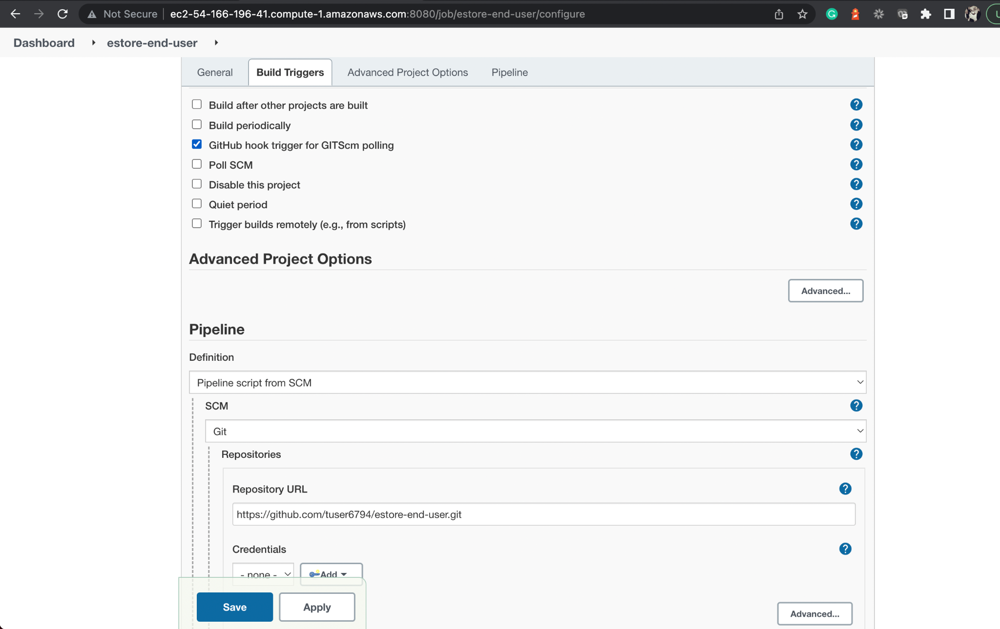 Not Secure
ec2-54-166-196-41.compute-1.amazonaws.com:8080/job/estore-end-user/configure
Dashboard
estore-end-user
General
Build Triggers
Advanced Project Options
Pipeline
Build after other projects are built
Build periodically
GitHub hook trigger for GITScm polling
Poll SCM
Disable this project
Quiet period
Trigger builds remotely (e.g., from scripts)
Advanced Project Options
Advanced...
Pipeline
Definition
Pipeline script from SCM
SCM
Git
Repositories
Repository URL
https://github.com/tuser6794/estore-end-user.git
Credentials
- none -
Add
Save
Apply
Advanced...